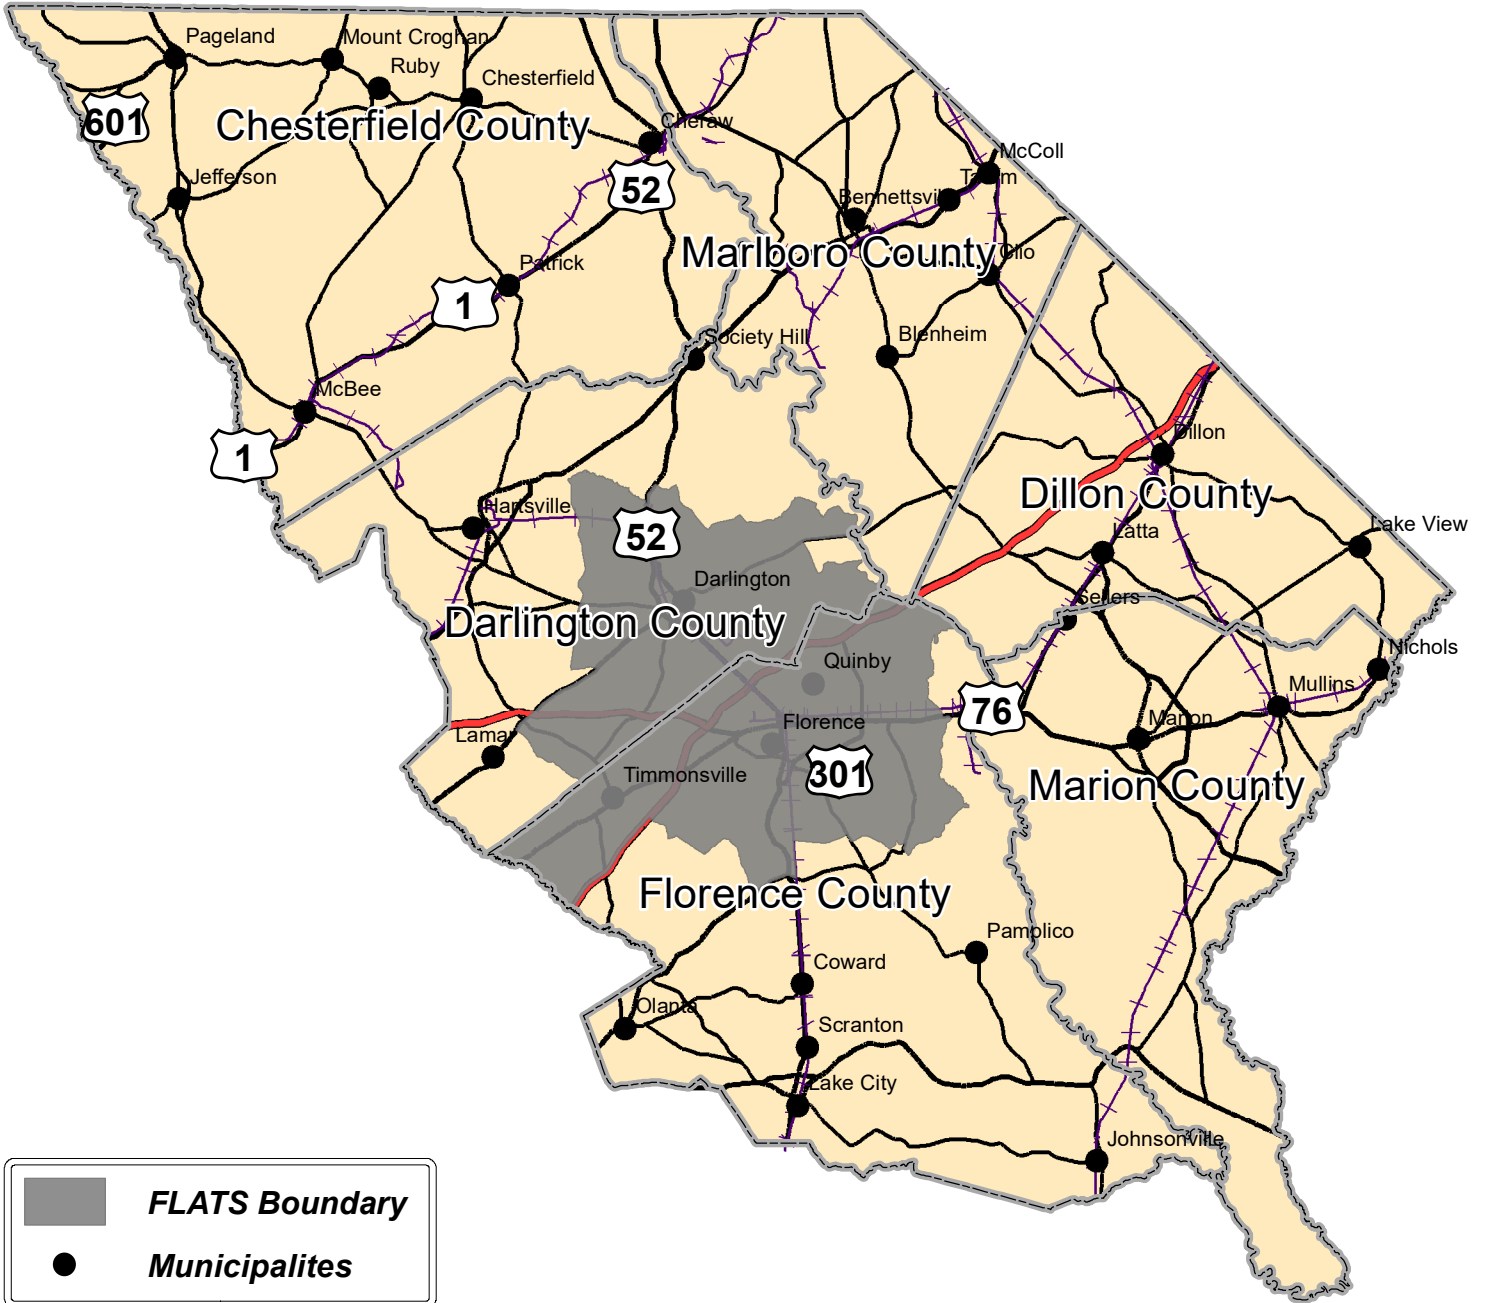 Pageland
Mount Croghan
Ruby
Chesterfield
601
Chesterfield County
Cheraw
McColl
Jefferson
52
Tatum
Bennettsville
Marlboro County
Clio
Patrick
1
Society Hill
Blenheim
McBee
Dillon
1
Dillon County
Hartsville
52
Lake View
Latta
Darlington
Sellers
Darlington County
Quinby
Nichols
Mullins
76
Marion
Florence
Lamar
Timmonsville
301
Marion County
Florence County
Pamplico
Coward
Olanta
Scranton
Lake City
Johnsonville
FLATS Boundary
Municipalites